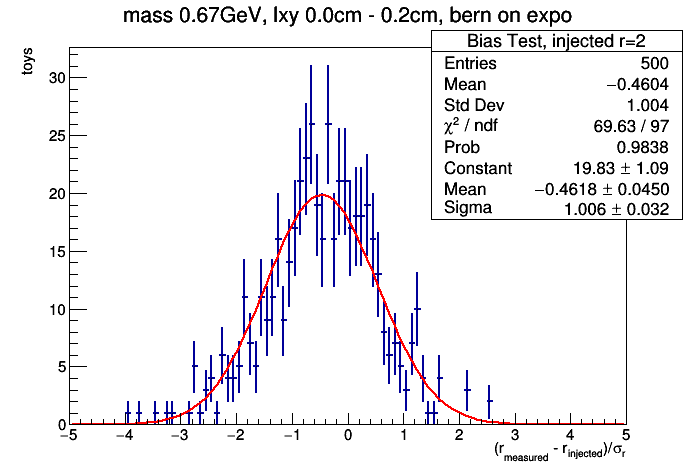 mass 0.67GeV, lxy 0.0cm - 0.2cm, bern on expo
Bias Test, injected r=2
Entries 500
Mean −0.4604
Std Dev 1.004
χ² / ndf 69.63 / 97
Prob 0.9838
Constant 19.83 ± 1.09
Mean −0.4618 ± 0.0450
Sigma 1.006 ± 0.032
toys
30
25
20
15
10
5
0
−5 −4 −3 −2 −1 0 1 2 3 4 5
(r_measured - r_injected)/σ_r